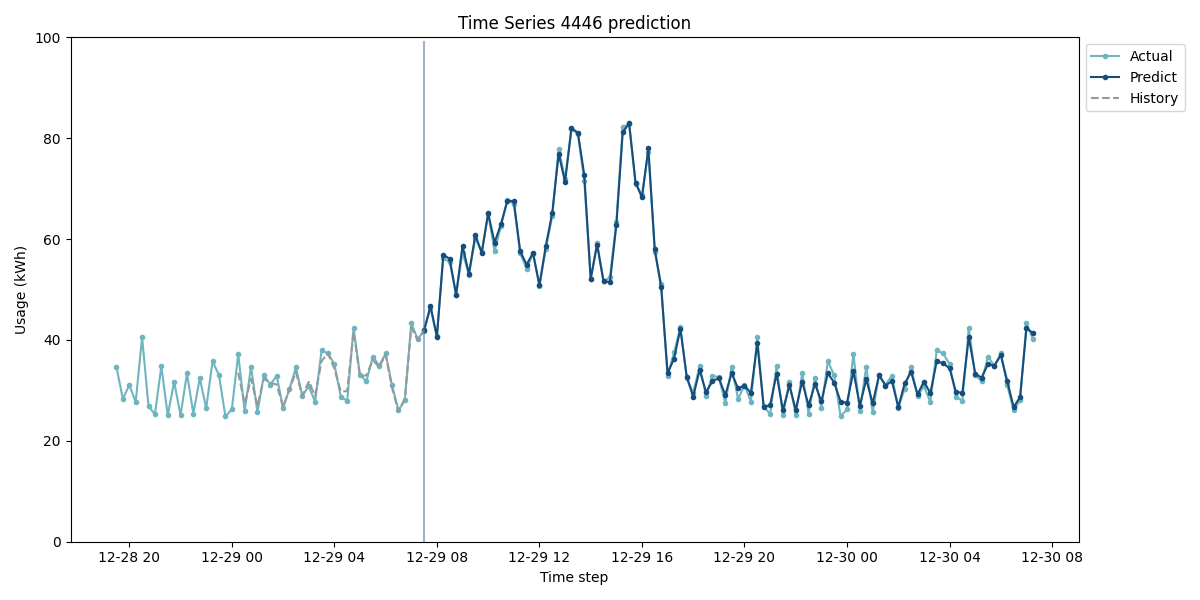 Time Series 4446 prediction
Actual
Predict
History
Usage (kWh)
100
80
60
40
20
0
12-28 20
12-29 00
12-29 04
12-29 08
12-29 12
12-29 16
12-29 20
12-30 00
12-30 04
12-30 08
Time step